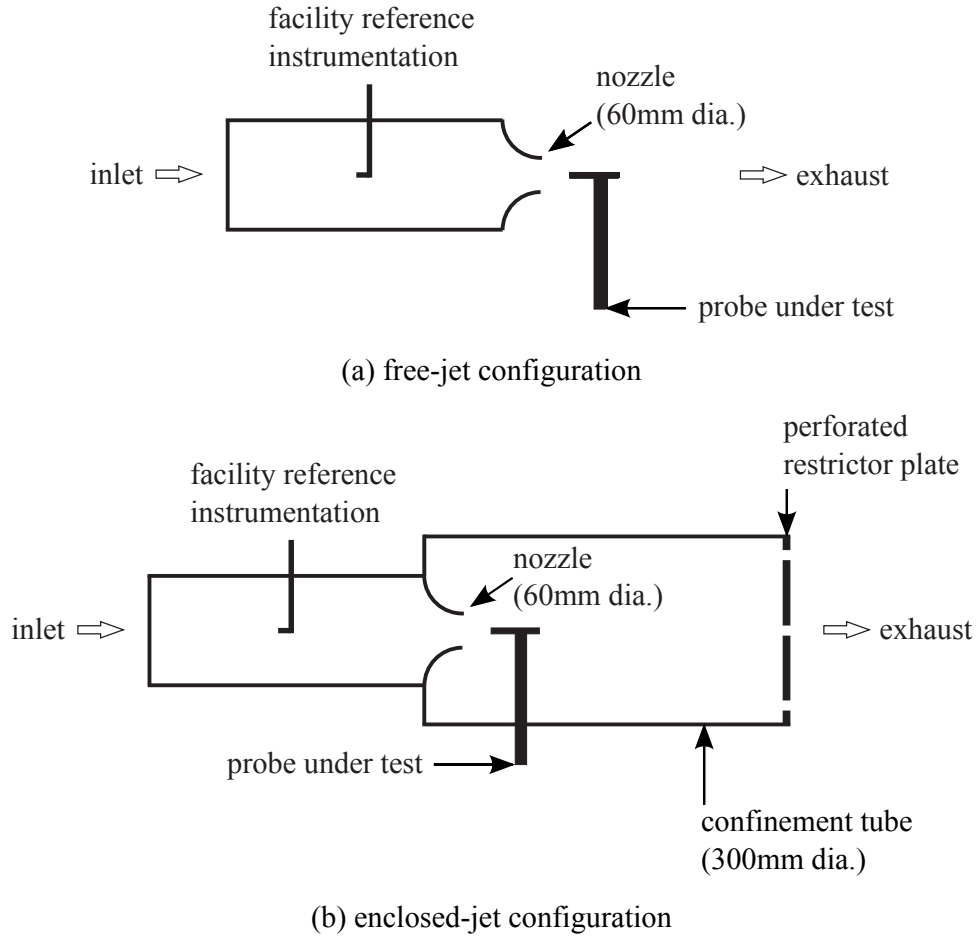 facility reference
instrumentation
nozzle
(60mm dia.)
inlet
exhaust
probe under test
(a) free-jet configuration
perforated
restrictor plate
facility reference
instrumentation
nozzle
(60mm dia.)
inlet
exhaust
probe under test
confinement tube
(300mm dia.)
(b) enclosed-jet configuration